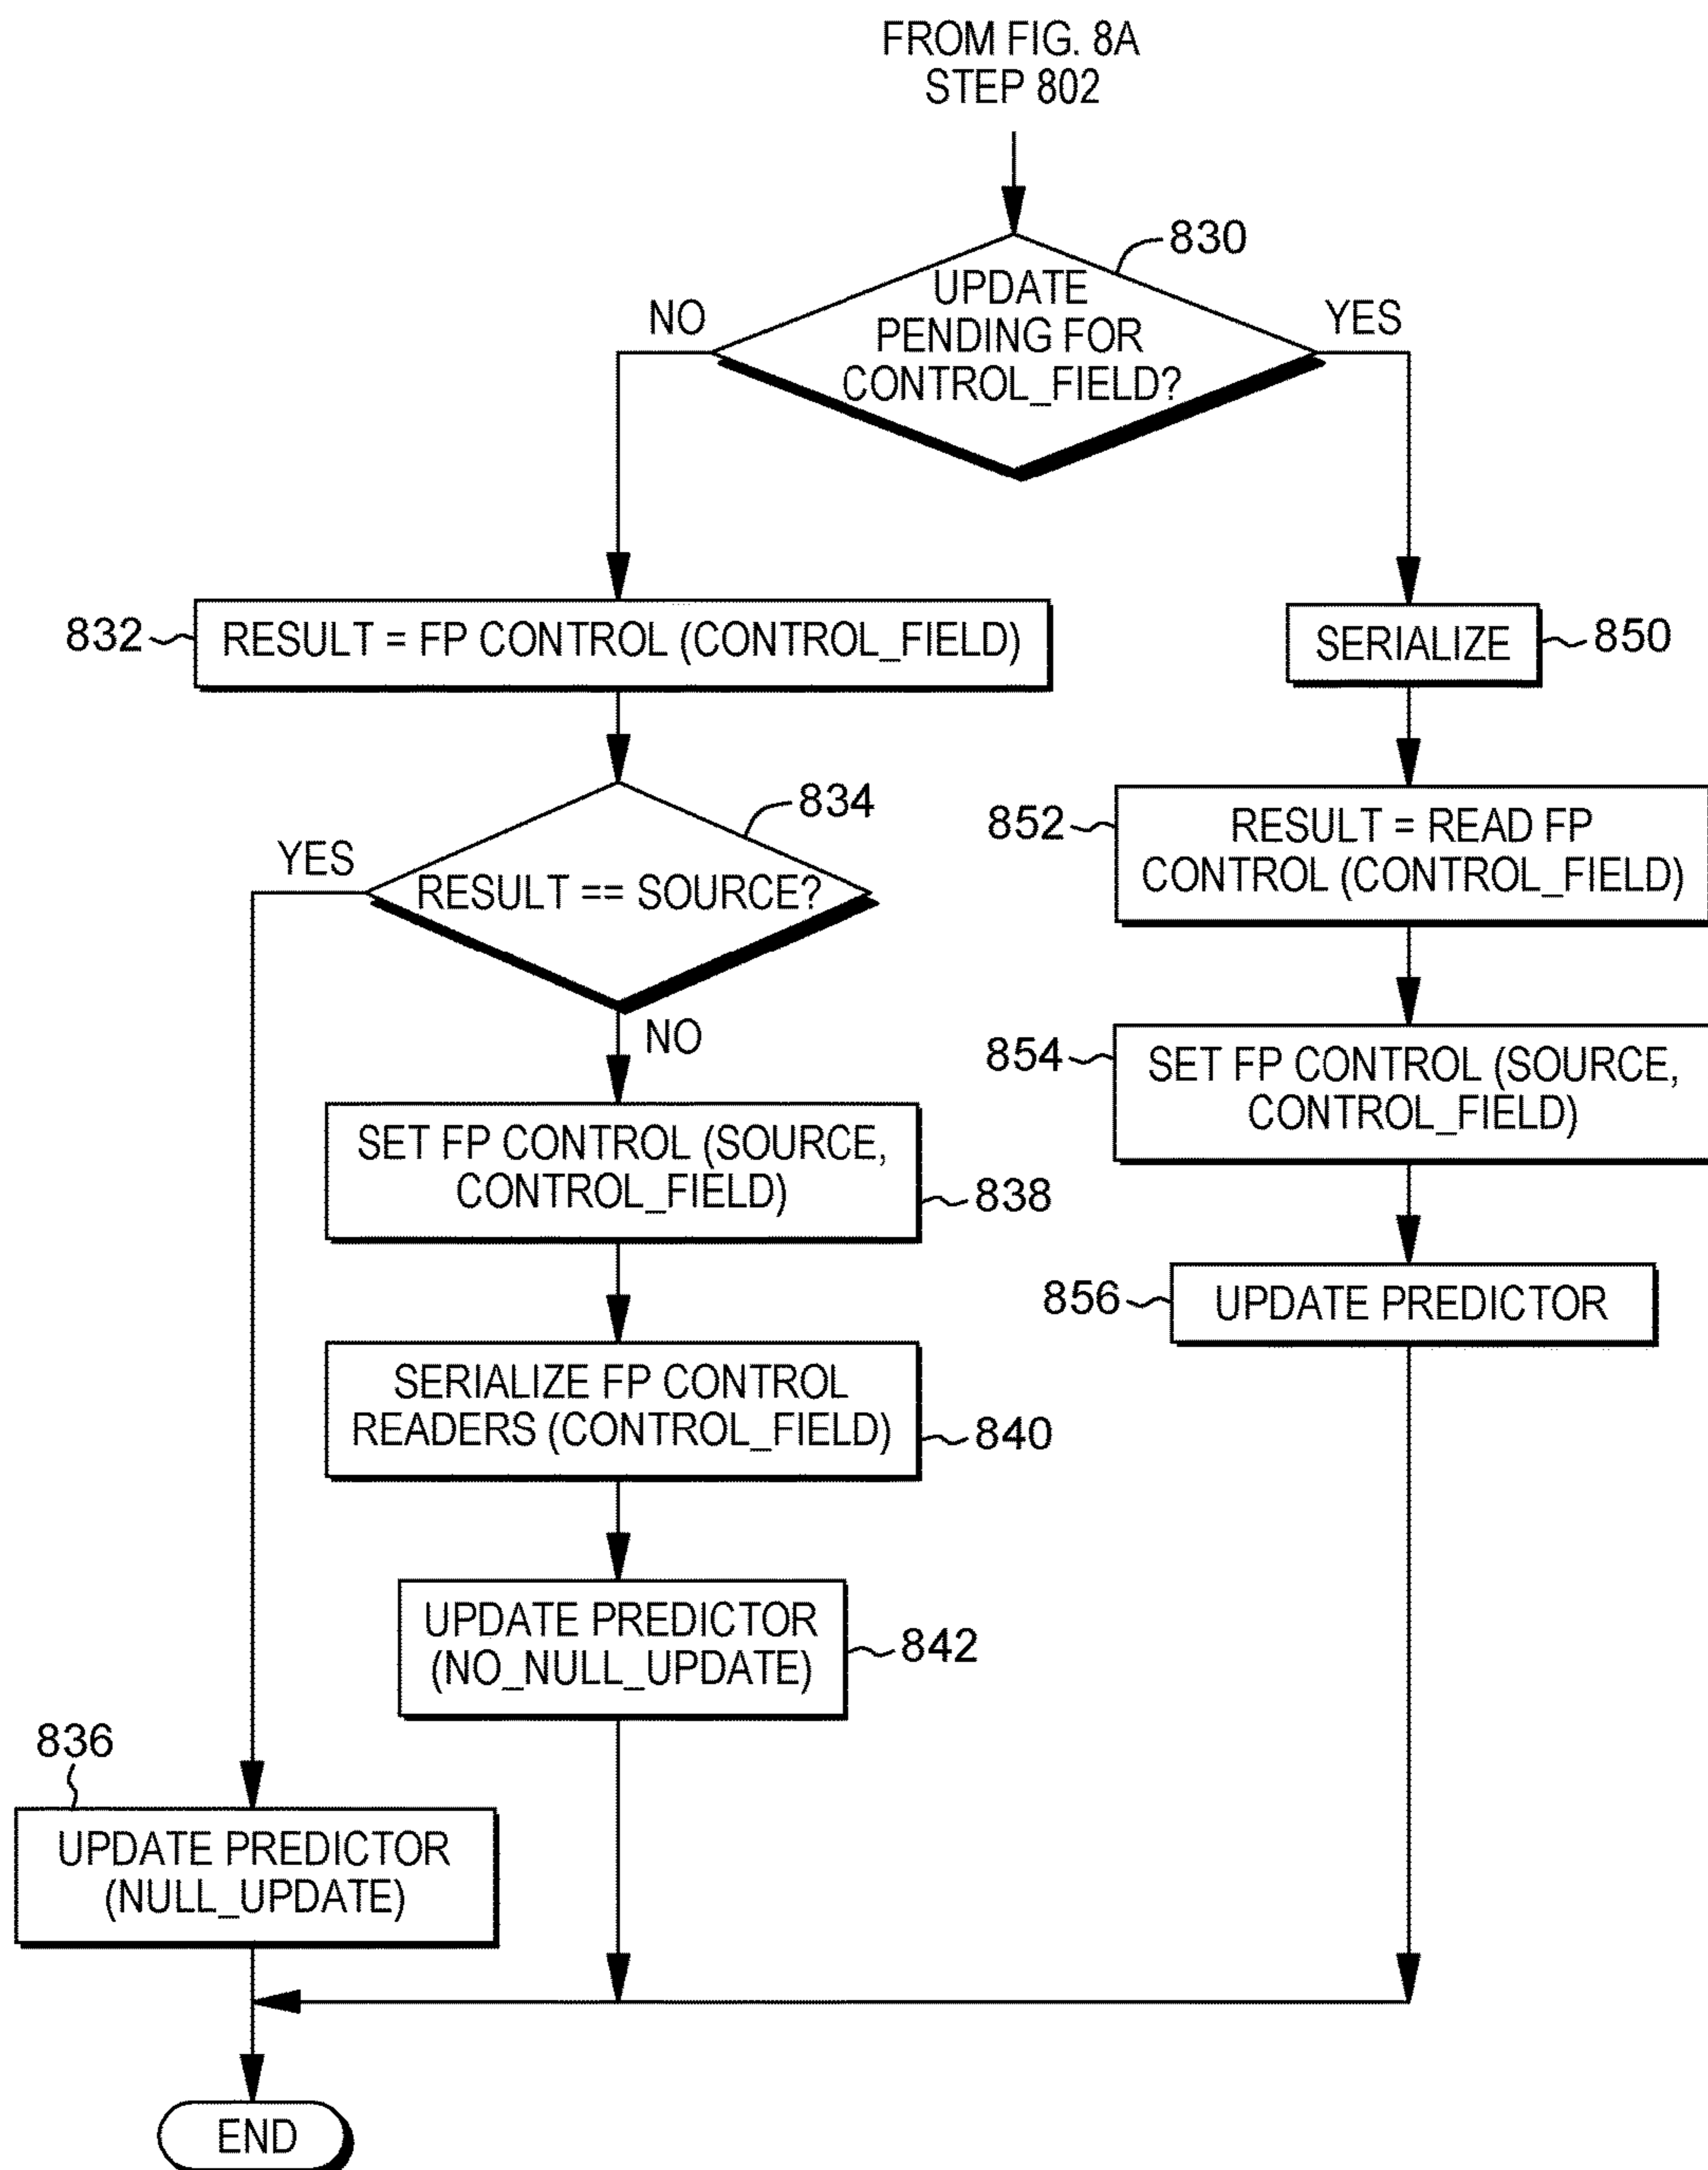 FROM FIG. 8A
STEP 802
830
UPDATE
PENDING FOR
CONTROL_FIELD?
NO
YES
832
RESULT = FP CONTROL (CONTROL_FIELD)
SERIALIZE
850
834
YES
RESULT == SOURCE?
NO
852
RESULT = READ FP
CONTROL (CONTROL_FIELD)
854
SET FP CONTROL (SOURCE,
CONTROL_FIELD)
SET FP CONTROL (SOURCE,
CONTROL_FIELD)
838
856
UPDATE PREDICTOR
SERIALIZE FP CONTROL
READERS (CONTROL_FIELD)
840
UPDATE PREDICTOR
(NO_NULL_UPDATE)
842
836
UPDATE PREDICTOR
(NULL_UPDATE)
END